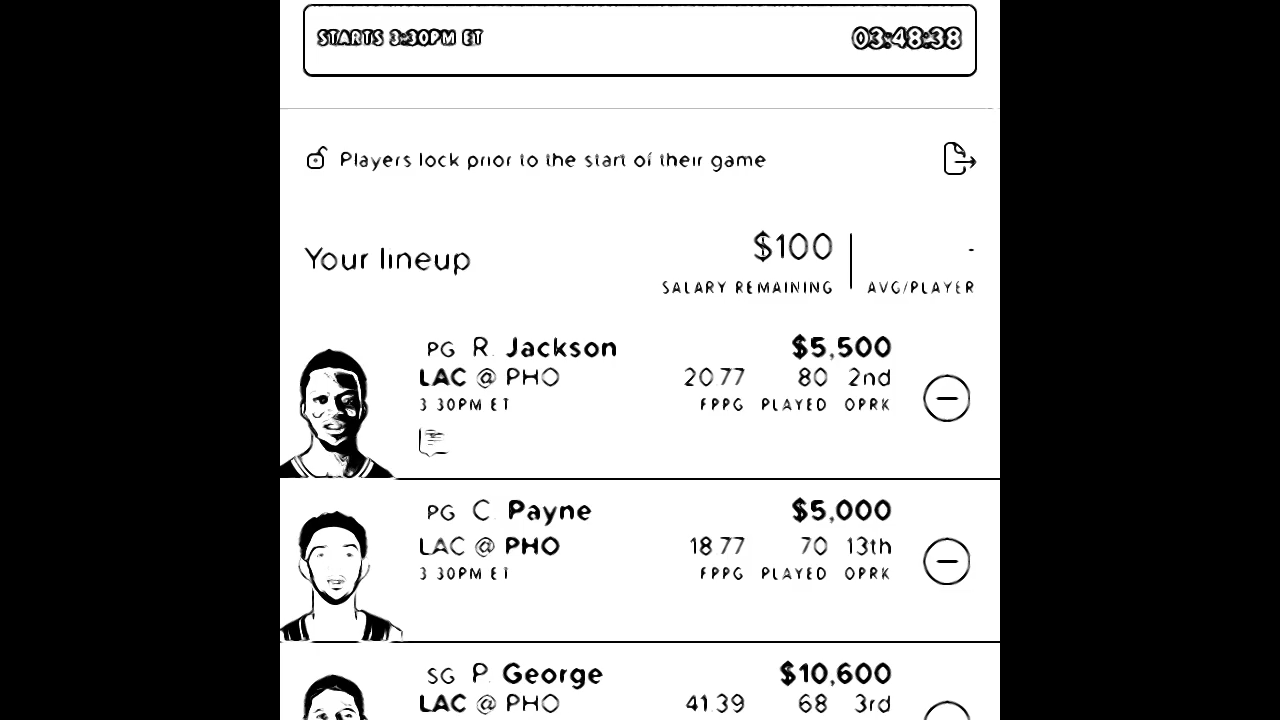 STARTS 3:30PM ET 03:48:38
Players lock prior to the start of their game
Your lineup $100 -
SALARY REMAINING AVG/PLAYER
PG R. Jackson $5,500
LAC @ PHO 20.77 80 2nd
3:30PM ET FPPG PLAYED OPRK
PG C. Payne $5,000
LAC @ PHO 18.77 70 13th
3:30PM ET FPPG PLAYED OPRK
SG P. George $10,600
LAC @ PHO 41.39 68 3rd